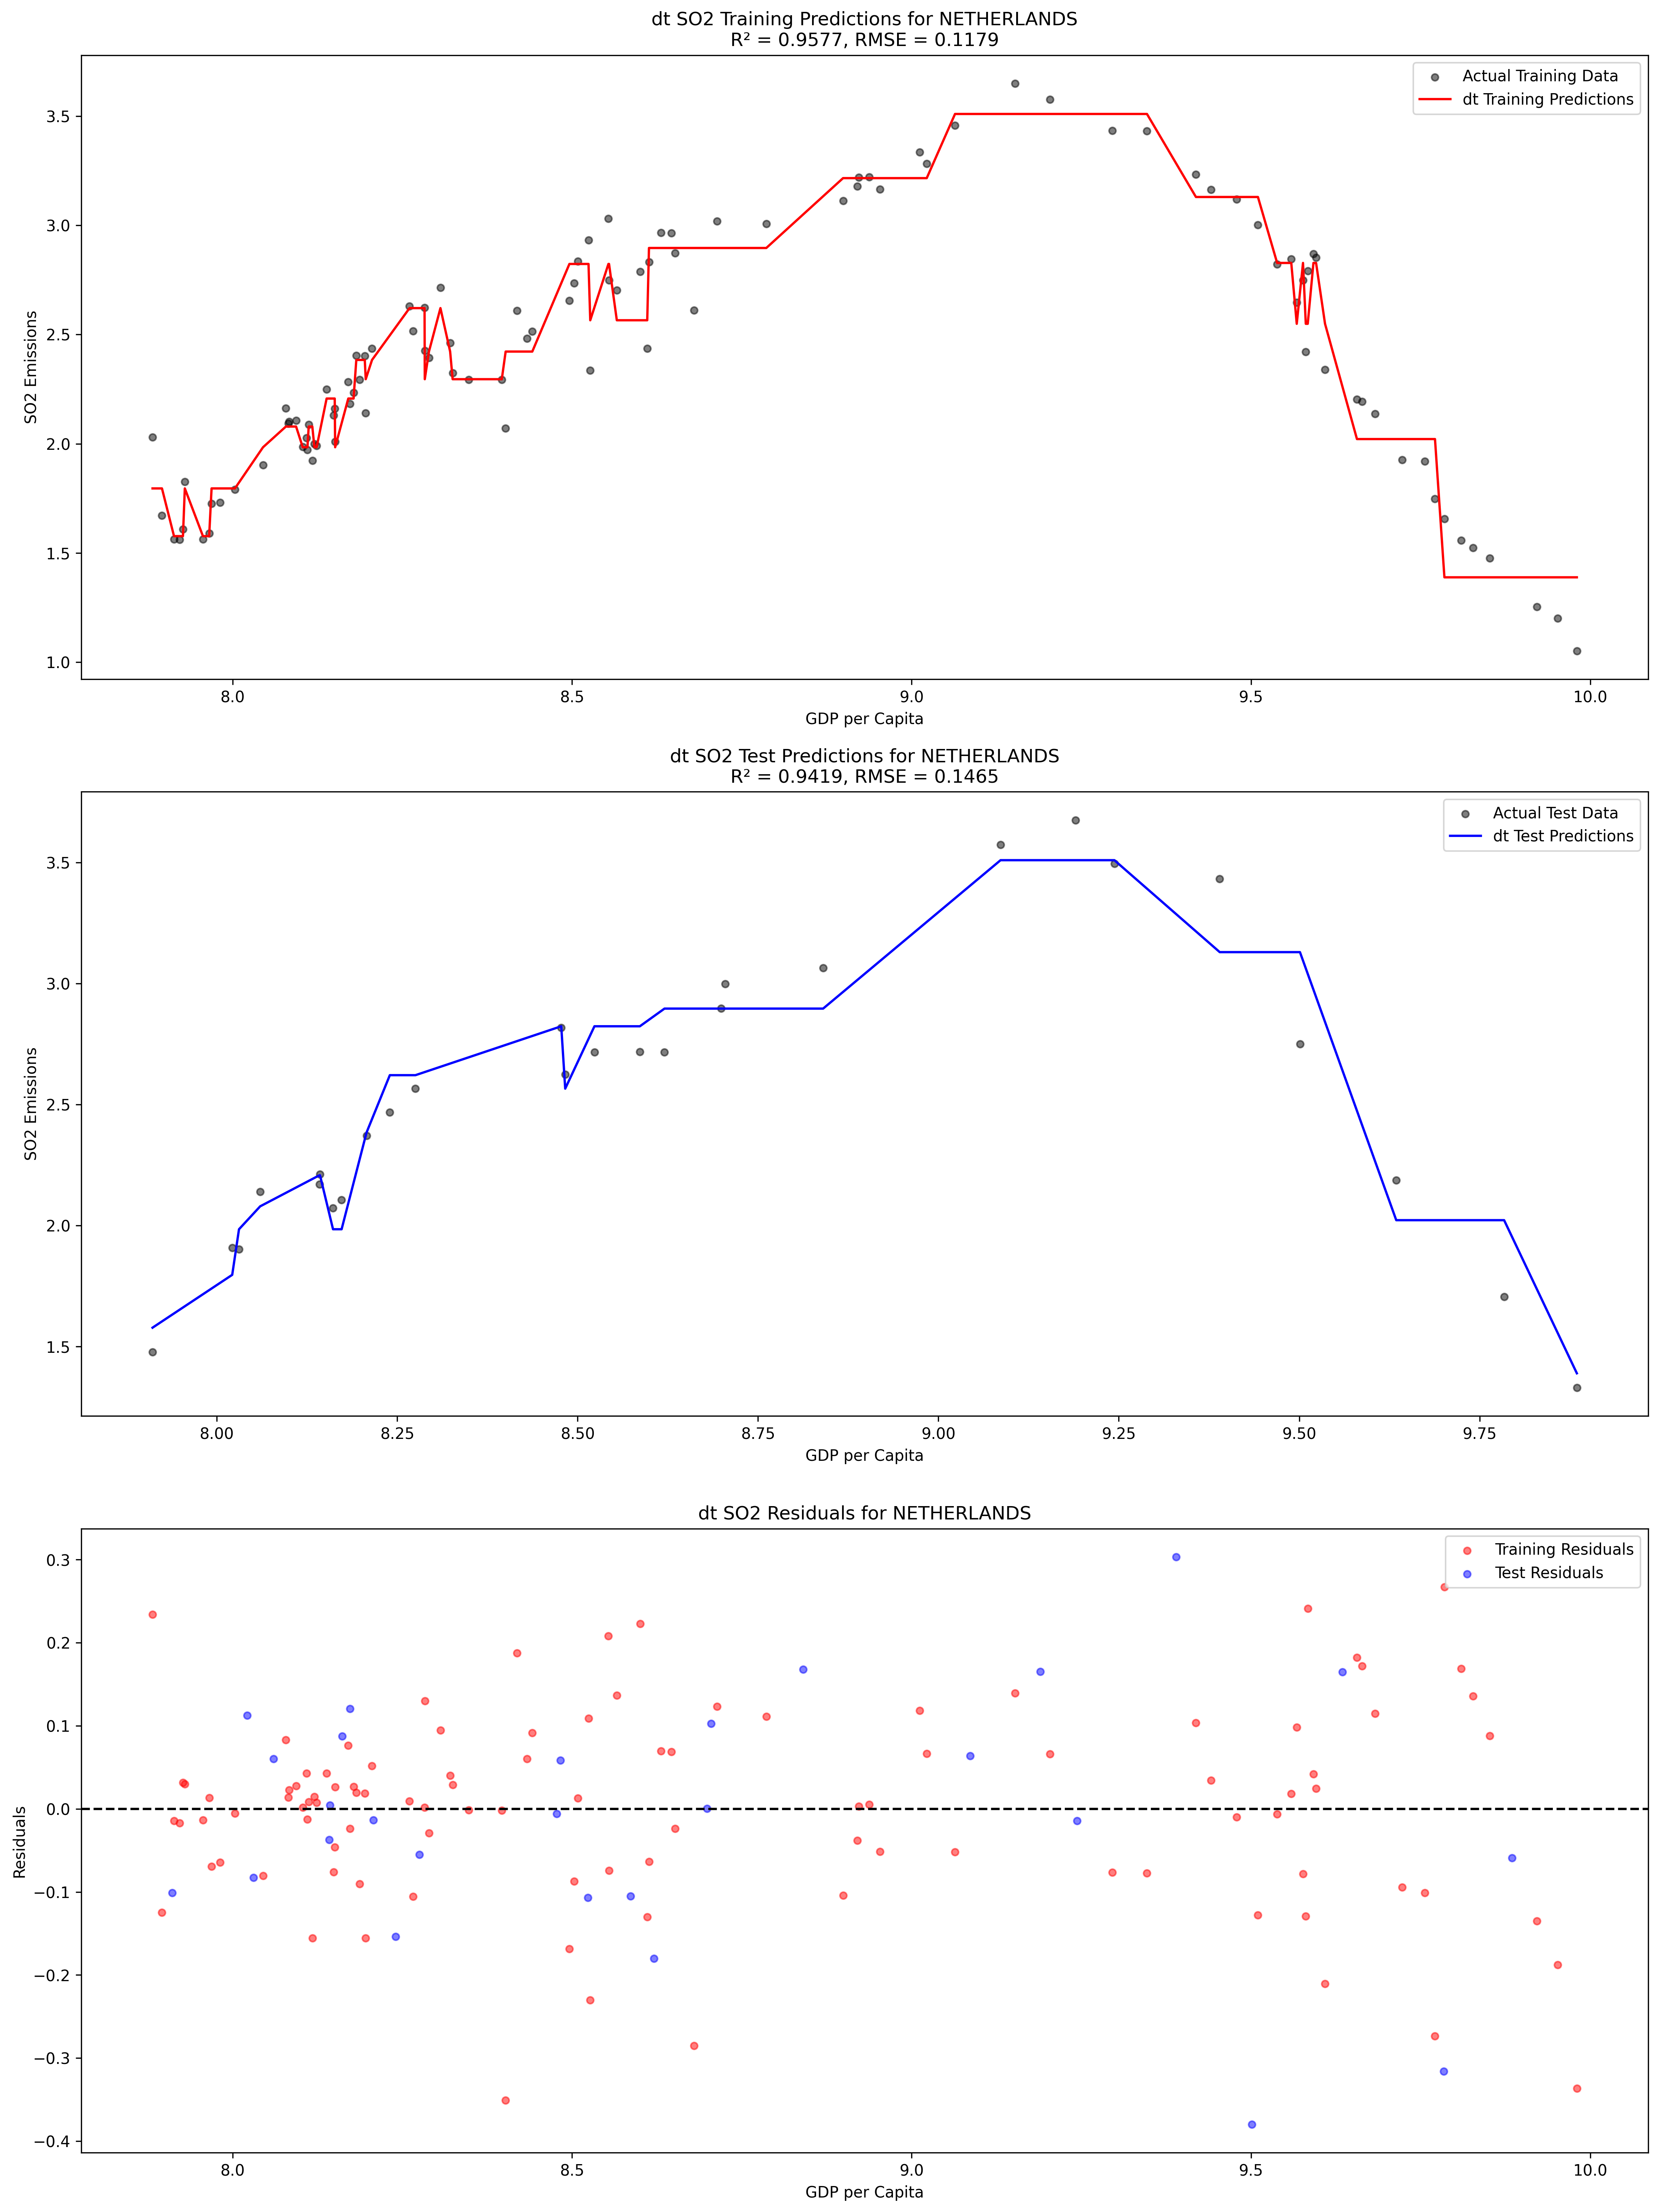 dt SO2 Training Predictions for NETHERLANDS
R² = 0.9577, RMSE = 0.1179
Actual Training Data
dt Training Predictions
SO2 Emissions
3.5
3.0
2.5
2.0
1.5
1.0
8.0 8.5 9.0 9.5 10.0
GDP per Capita
dt SO2 Test Predictions for NETHERLANDS
R² = 0.9419, RMSE = 0.1465
Actual Test Data
dt Test Predictions
SO2 Emissions
3.5
3.0
2.5
2.0
1.5
8.00 8.25 8.50 8.75 9.00 9.25 9.50 9.75
GDP per Capita
dt SO2 Residuals for NETHERLANDS
Training Residuals
Test Residuals
Residuals
0.3
0.2
0.1
0.0
−0.1
−0.2
−0.3
−0.4
8.0 8.5 9.0 9.5 10.0
GDP per Capita